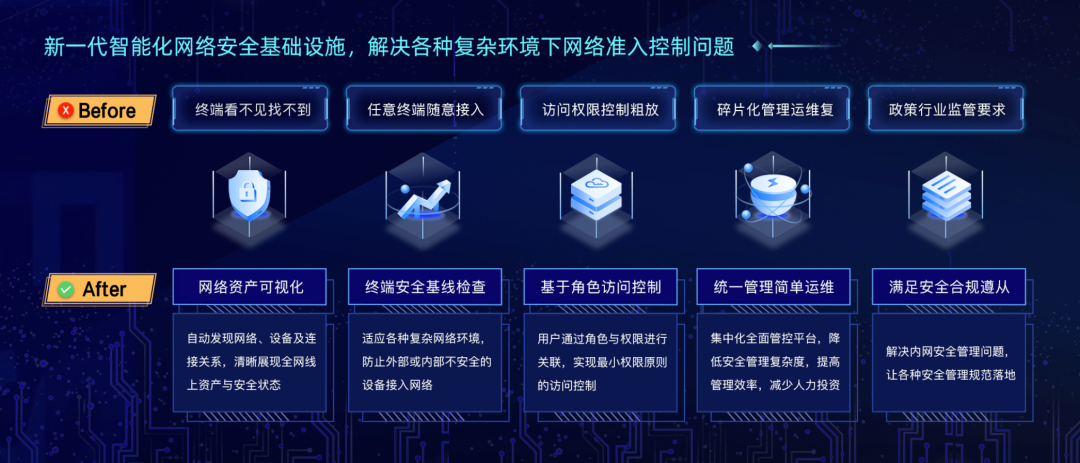 新一代智能化网络安全基础设施，解决各种复杂环境下网络准入控制问题
Before
终端看不见找不到
任意终端随意接入
访问权限控制粗放
碎片化管理运维复
政策行业监管要求
After
网络资产可视化
终端安全基线检查
基于角色访问控制
统一管理简单运维
满足安全合规遵从
自动发现网络、设备及连
接关系，清晰展现全网线
上资产与安全状态
适应各种复杂网络环境，
防止外部或内部不安全的
设备接入网络
用户通过角色与权限进行
关联，实现最小权限原则
的访问控制
集中化全面管控平台，降
低安全管理复杂度，提高
管理效率，减少人力投资
解决内网安全管理问题，
让各种安全管理规范落地